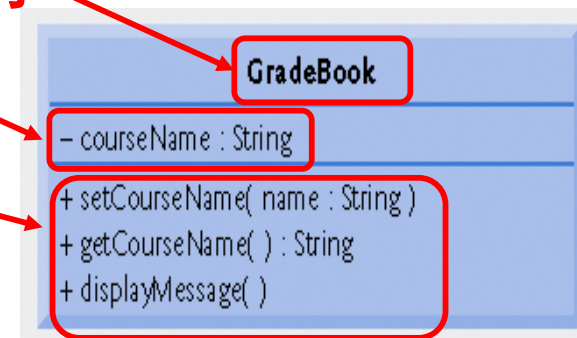 GradeBook
– courseName : String
+ setCourseName( name : String )
+ getCourseName( ) : String
+ displayMessage( )